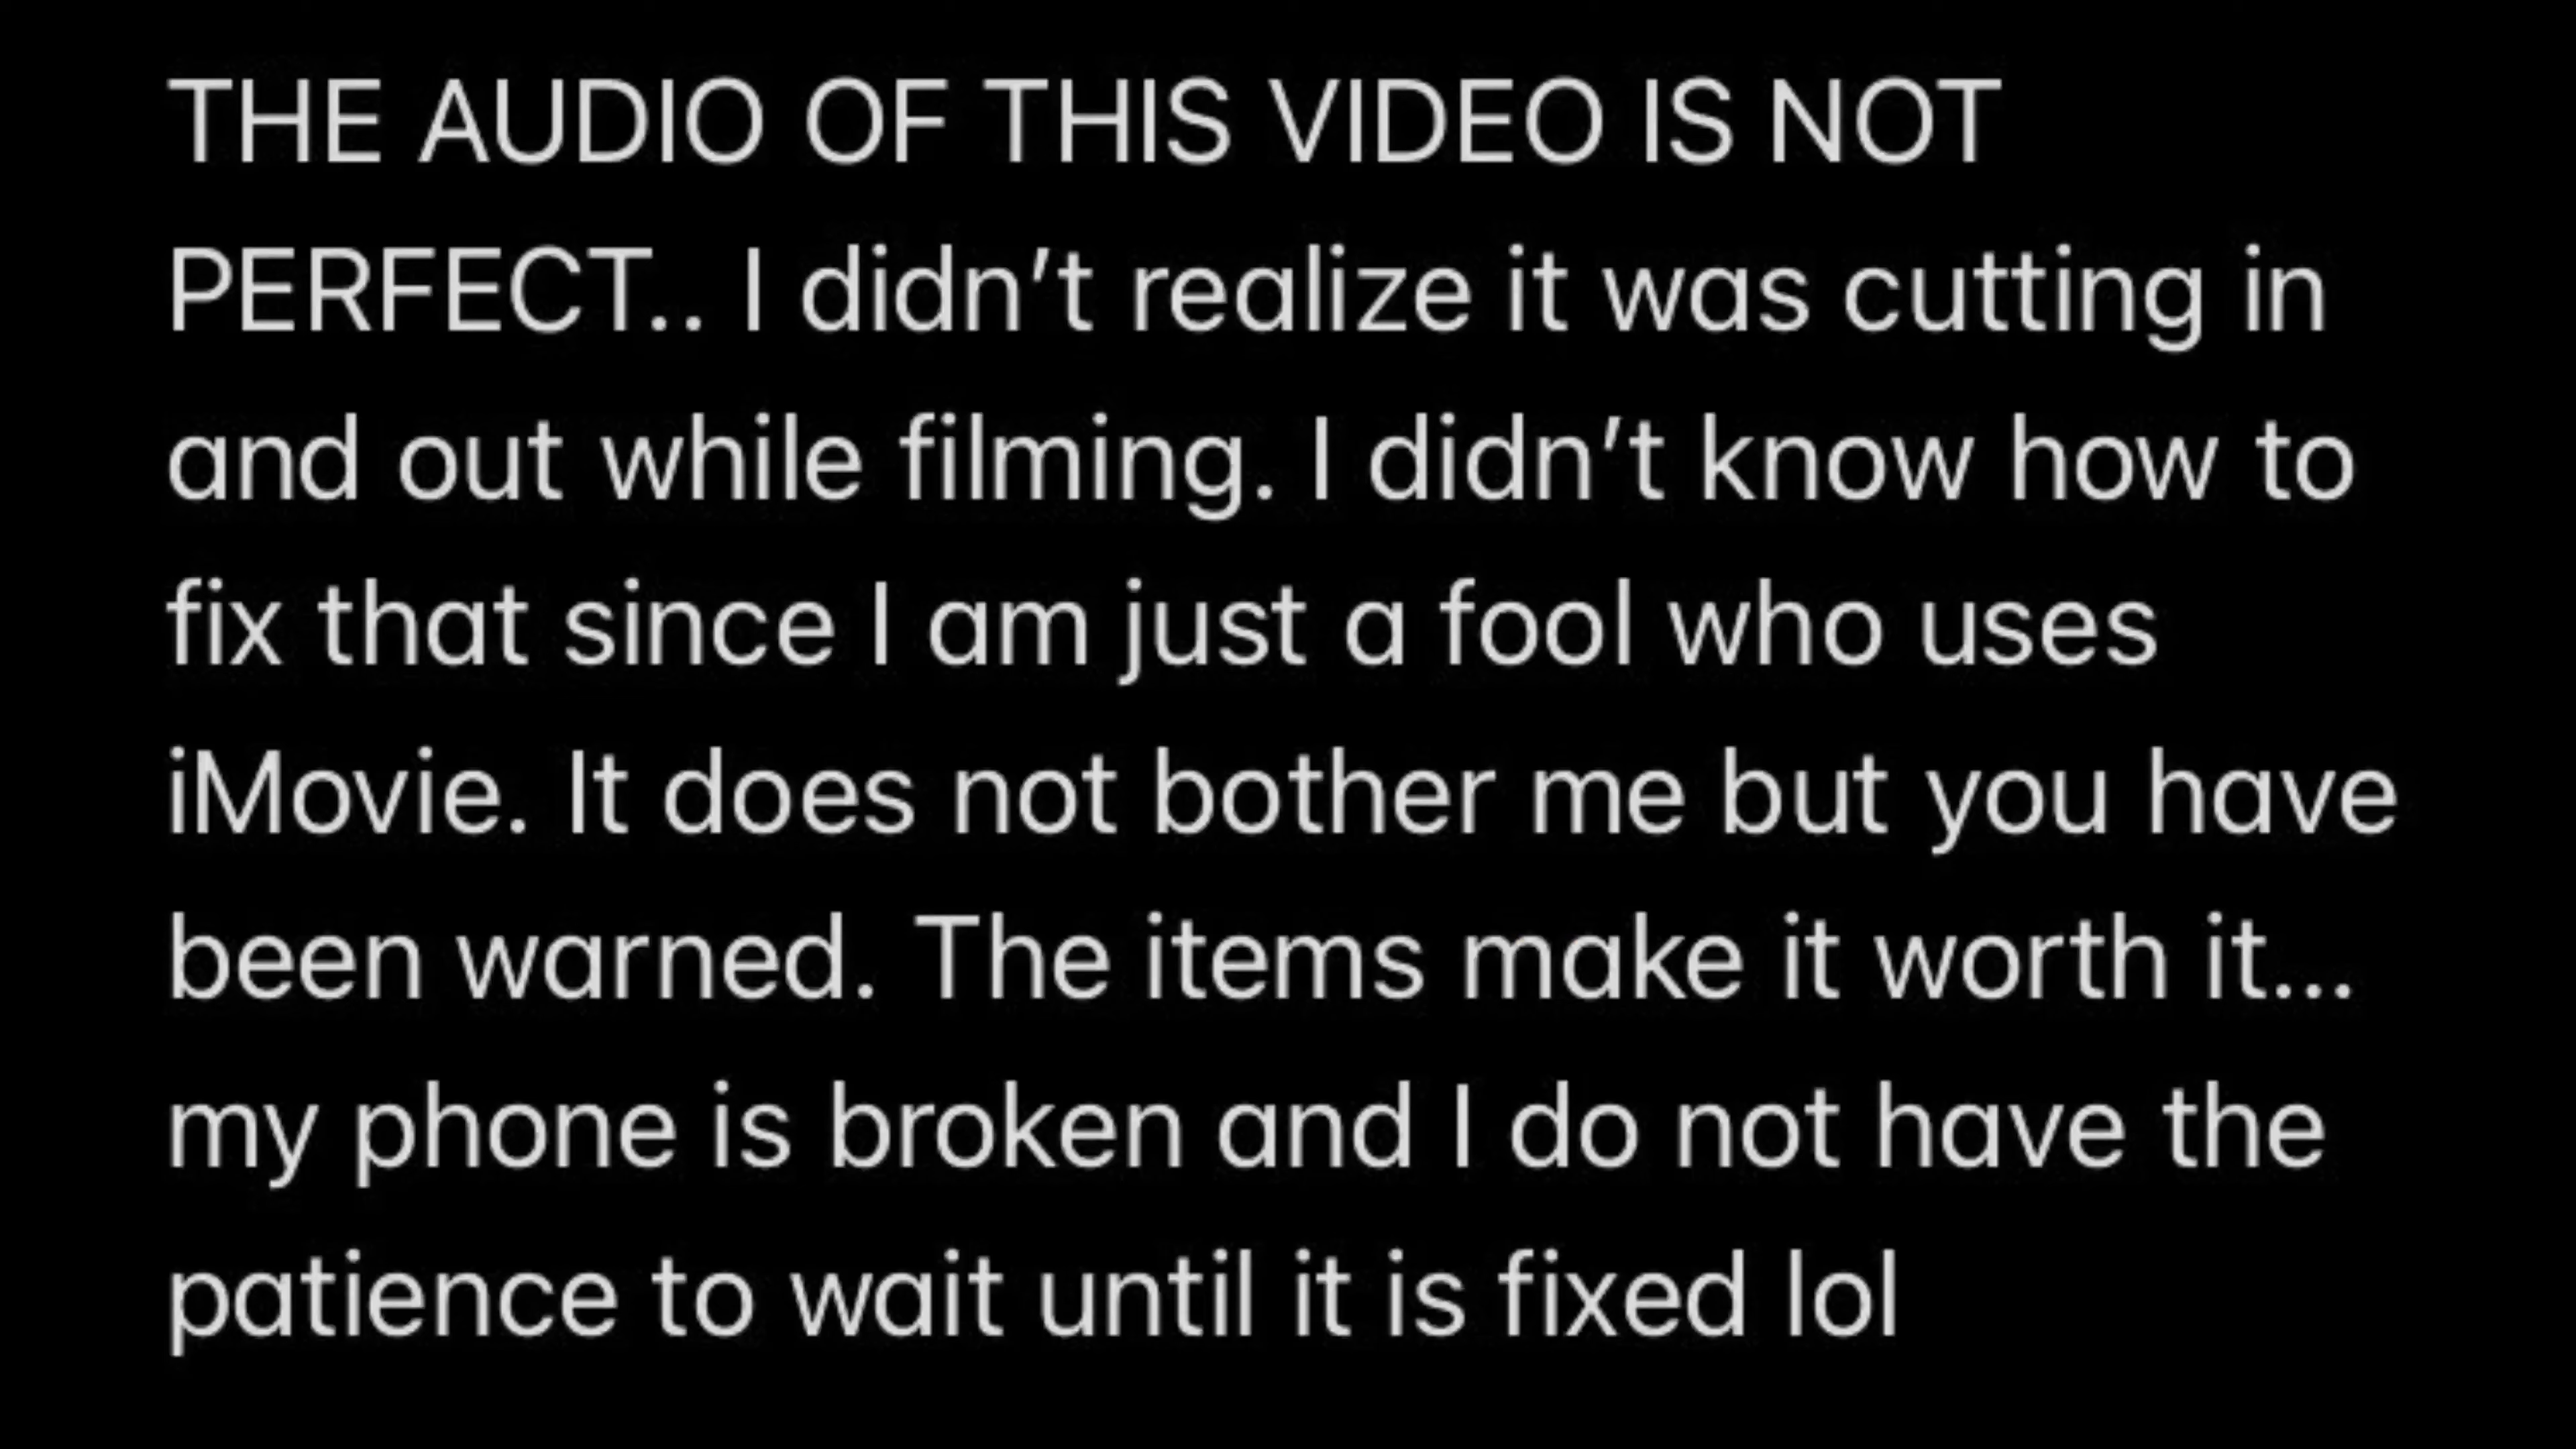 THE AUDIO OF THIS VIDEO IS NOT
PERFECT.. I didn't realize it was cutting in
and out while filming. I didn't know how to
fix that since I am just a fool who uses
iMovie. It does not bother me but you have
been warned. The items make it worth it...
my phone is broken and I do not have the
patience to wait until it is fixed lol